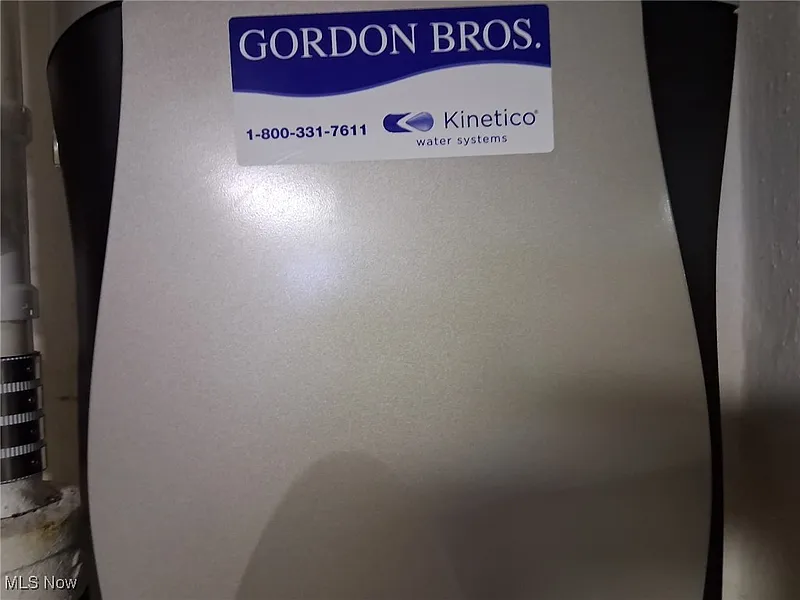 GORDON BROS.
1-800-331-7611
Kinetico®
water systems
MLS Now